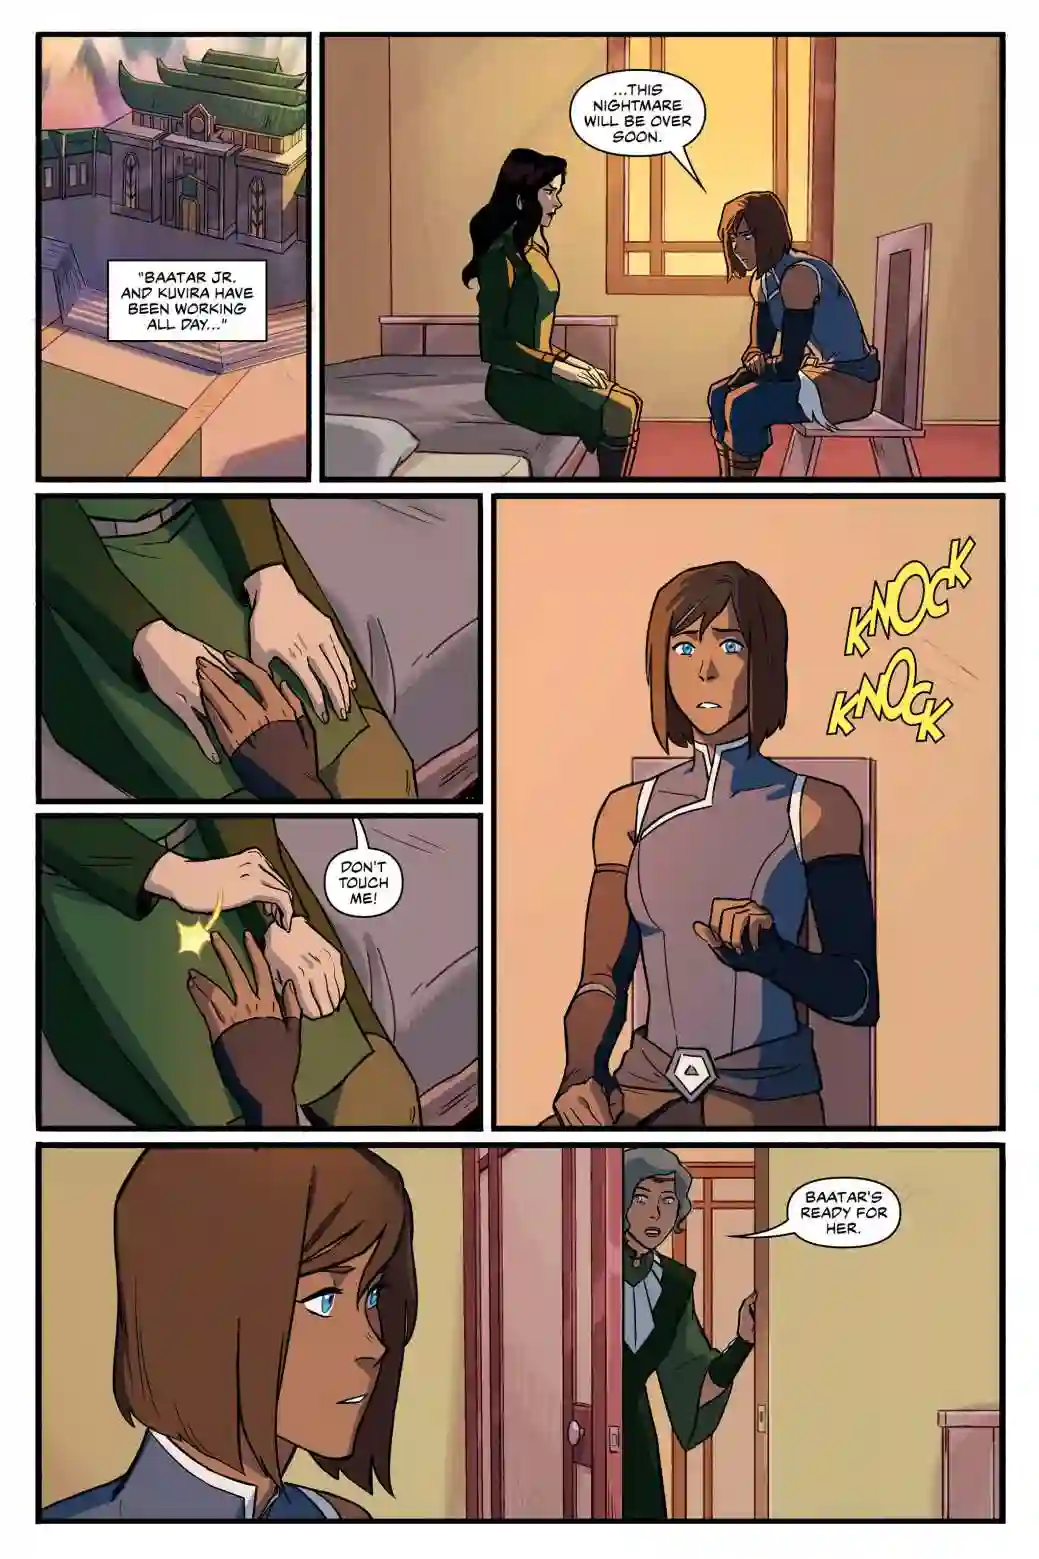 "BAATAR JR.
AND KUVIRA HAVE
BEEN WORKING
ALL DAY..."
...THIS
NIGHTMARE
WILL BE OVER
SOON.
DON'T
TOUCH
ME!
KNOCK
KNOCK
BAATAR'S
READY FOR
HER.